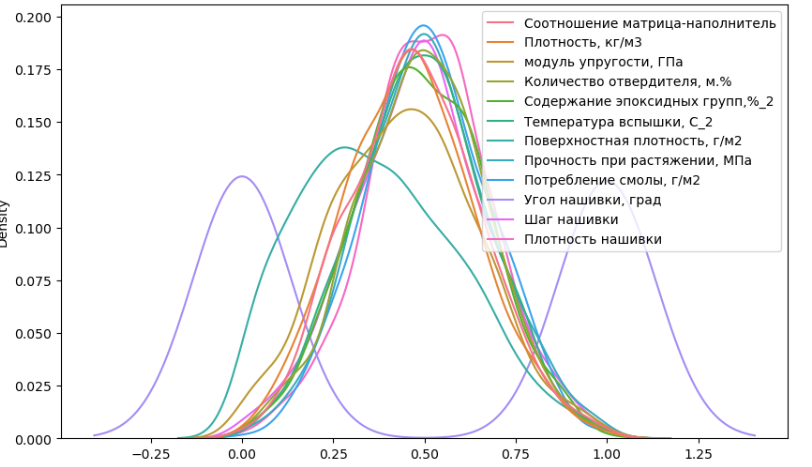 0.200
0.175
0.150
0.125
0.100
0.075
0.050
0.025
0.000
Density
−0.25
0.00
0.25
0.50
0.75
1.00
1.25
Соотношение матрица-наполнитель
Плотность, кг/м3
модуль упругости, ГПа
Количество отвердителя, м.%
Содержание эпоксидных групп,%_2
Температура вспышки, С_2
Поверхностная плотность, г/м2
Прочность при растяжении, МПа
Потребление смолы, г/м2
Угол нашивки, град
Шаг нашивки
Плотность нашивки